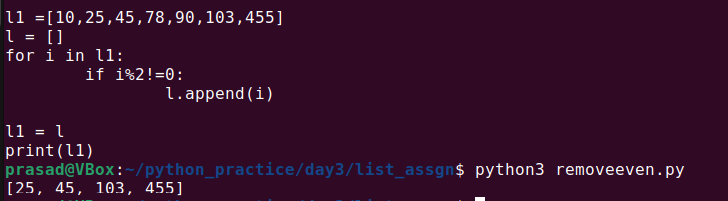 l1 =[10,25,45,78,90,103,455]
l = []
for i in l1:
        if i%2!=0:
                l.append(i)

l1 = l
print(l1)
prasad@VBox:~/python_practice/day3/list_assgn$ python3 removeeven.py
[25, 45, 103, 455]